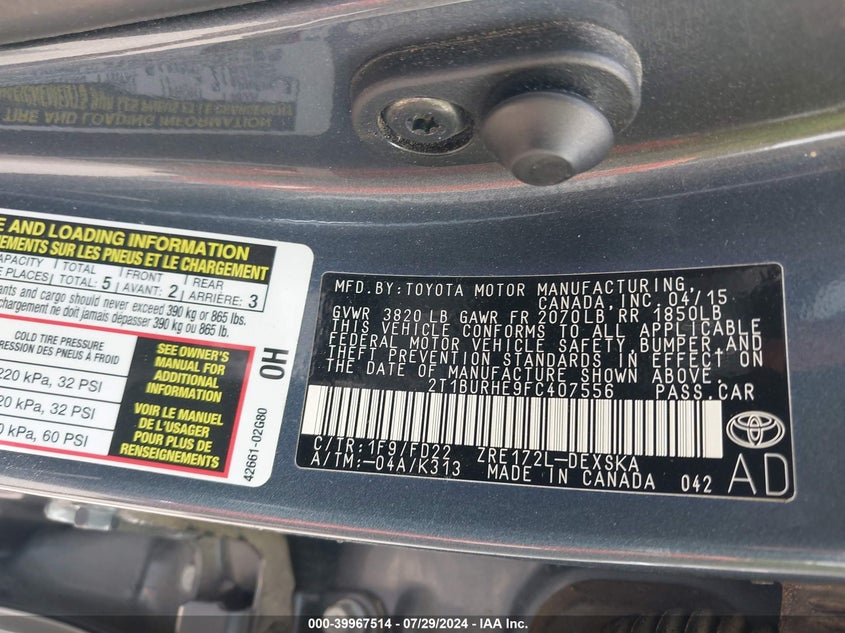 TIRE AND LOADING INFORMATION
E AND LOADING INFORMATION
EMENTS SUR LES PNEUS ET LE CHARGEMENT
TOTAL FRONT REAR
PLACES TOTAL: 5 AVANT: 2 ARRIÈRE: 3
ants and cargo should never exceed 390 kg or 865 lbs.
rgement ne doit jamais dépasser 390 kg ou 865 lb.
COLD TIRE PRESSURE
RESSION DES PNEUS À FROID
220 kPa, 32 PSI
20 kPa, 32 PSI
0 kPa, 60 PSI
SEE OWNER'S
MANUAL FOR
ADDITIONAL
INFORMATION
VOIR LE MANUEL
DE L'USAGER
POUR PLUS DE
RENSEIGNEMENTS
0H
42661-02G80
MFD.BY:TOYOTA MOTOR MANUFACTURING,
CANADA,INC. 04/15
GVWR 3820LB GAWR FR 2070LB RR 1850LB
THIS VEHICLE CONFORMS TO ALL APPLICABLE
FEDERAL MOTOR VEHICLE SAFETY, BUMPER AND
THEFT PREVENTION STANDARDS IN EFFECT ON
THE DATE OF MANUFACTURE SHOWN ABOVE.
2T1BURHE9FC407556 PASS.CAR
C/TR:1F9/FD22 ZRE172L-DEXSKA
A/TM:-04A/K313 MADE IN CANADA 042
AD
000-39967514 - 07/29/2024 - IAA Inc.